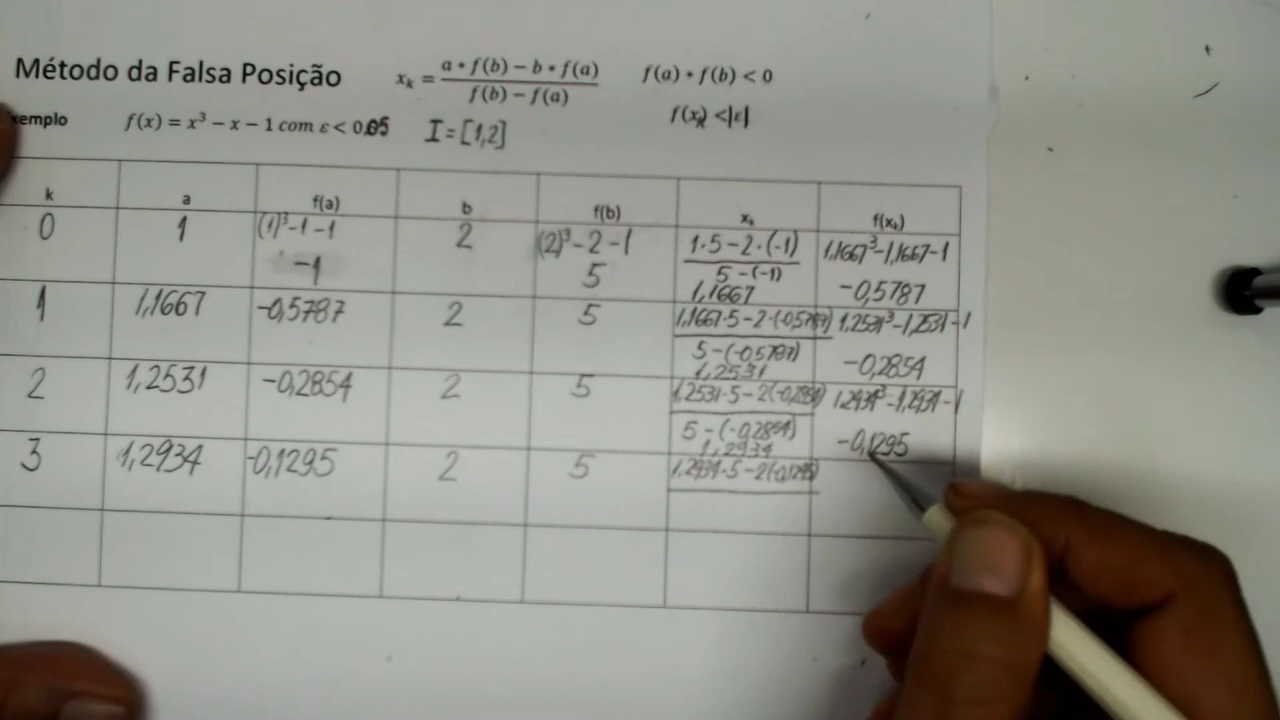 Método da Falsa Posição
x_k = (a * f(b) − b * f(a)) / (f(b) − f(a))
f(a) * f(b) < 0
f(x_k) < |ε|
xemplo f(x) = x³ − x − 1 com ε < 0,05 I = [1,2]
k a f(a) b f(b) x_k f(x_k)
0 1 (1)³-1-1 2 (2)³-2-1 1·5-2·(-1) 1,1667³-1,1667-1
-1 5 5-(-1)
1,1667 -0,5787
1 1,1667 -0,5787 2 5 1,1667·5-2·(-0,5787) 1,2531³-1,2531-1
5-(-0,5787)
1,2531 -0,2854
2 1,2531 -0,2854 2 5 1,2531·5-2(-0,2854) 1,2934³-1,2934-1
5-(-0,2854)
1,2934 -0,1295
3 1,2934 -0,1295 2 5 1,2934·5-2(-0,1295)